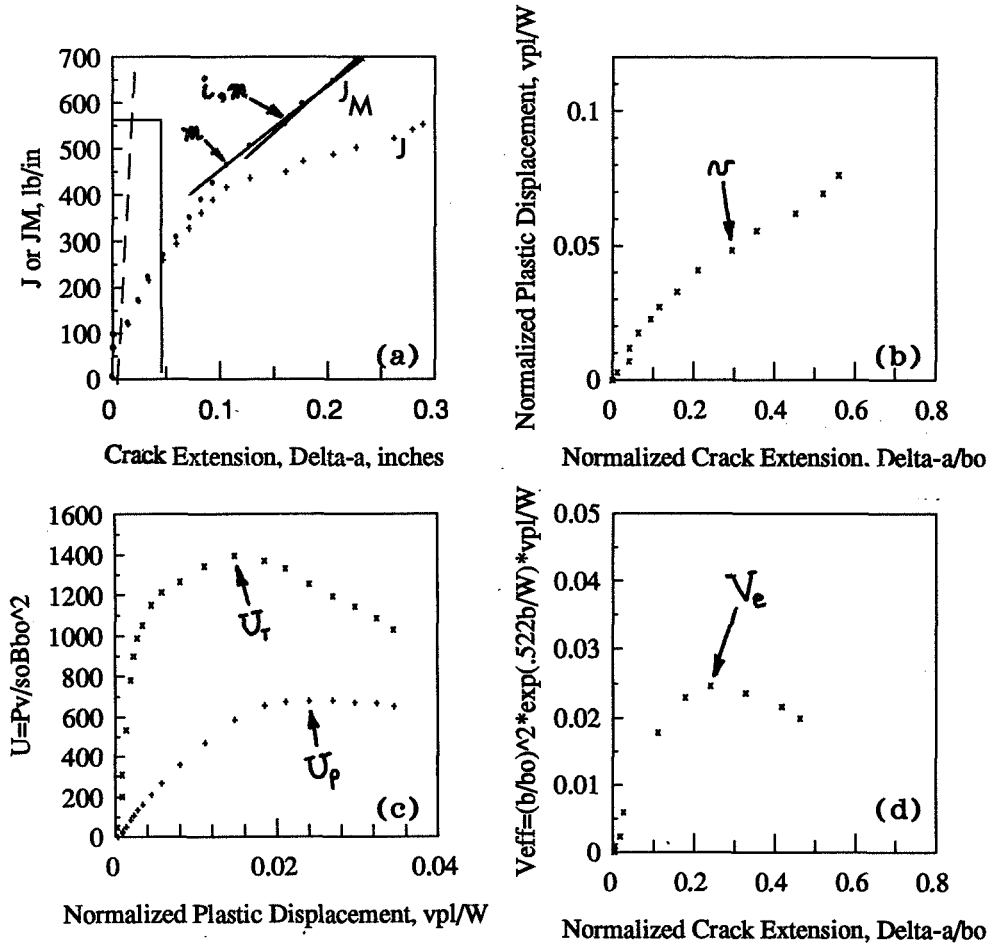 700
600
500
400
300
200
100
0
J or JM, lb/in
i,m
m
J M
J
(a)
0
0.1
0.2
0.3
Crack Extension, Delta-a, inches
Normalized Plastic Displacement, vpl/W
0.1
0.05
0
v
(b)
0
0.2
0.4
0.6
0.8
Normalized Crack Extension. Delta-a/bo
1600
1400
1200
1000
800
600
400
200
0
U=Pv/soBbo^2
UT
Up
(c)
0
0.02
0.04
Normalized Plastic Displacement, vpl/W
Veff=(b/bo)^2*exp(.522b/W)*vpl/W
0.05
0.04
0.03
0.02
0.01
0
Ve
(d)
0
0.2
0.4
0.6
0.8
Normalized Crack Extension, Delta-a/bo